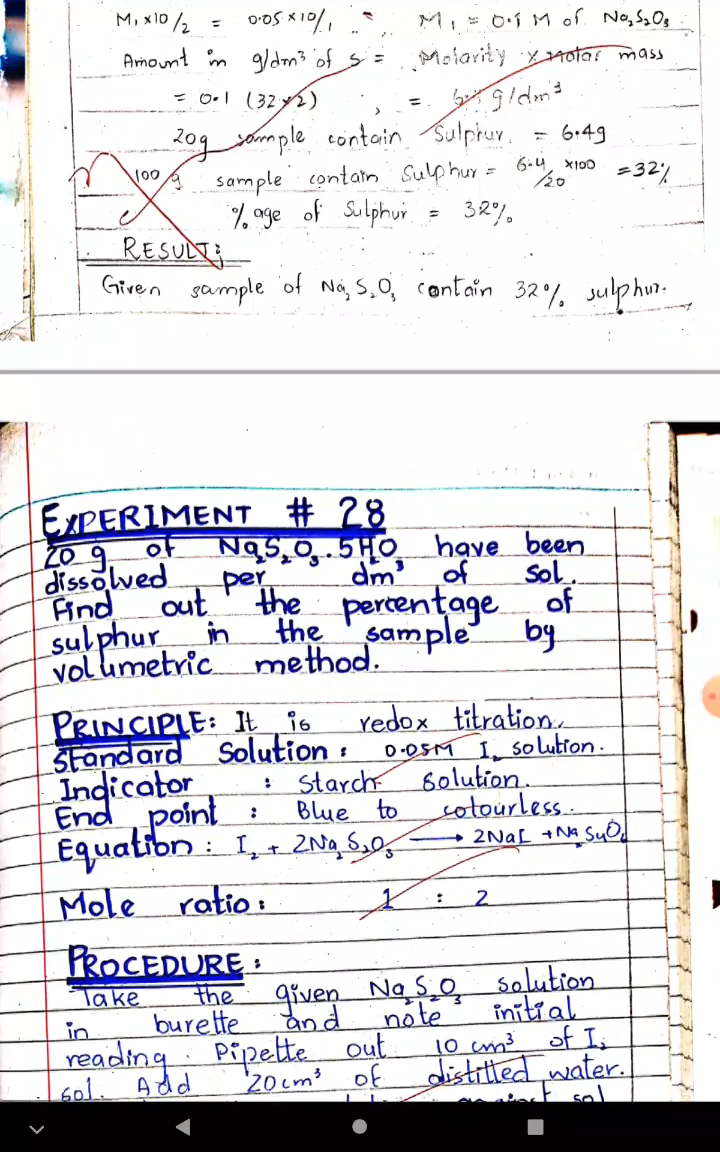 M₁×10/2 = 0.05×10/1 ∴ M₁ = 0.1 M of Na₂S₂O₃
Amount in g/dm³ of S = Molarity × Molar mass
= 0.1 (32×2) , = 6.4 g/dm³
20g sample contain Sulphur = 6.4g
100 g sample contain Sulphur = 6.4/20 ×100 = 32%
% age of Sulphur = 32%
RESULT:
Given sample of Na₂S₂O₃ contain 32% sulphur.
EXPERIMENT # 28
20 g of Na₂S₂O₃.5H₂O have been
dissolved per dm³ of Sol.
Find out the percentage of
sulphur in the sample by
volumetric method.
PRINCIPLE: It is redox titration.
Standard Solution: 0.05M I₂ solution.
Indicator : Starch Solution.
End point : Blue to colourless.
Equation: I₂ + 2Na₂S₂O₃ → 2NaI + Na₂S₄O₆
Mole ratio: 1 : 2
PROCEDURE:
Take the given Na₂S₂O₃ solution
in burette and note initial
reading. Pipette out 10 cm³ of I₂
sol. Add 20cm³ of distilled water.
against sol